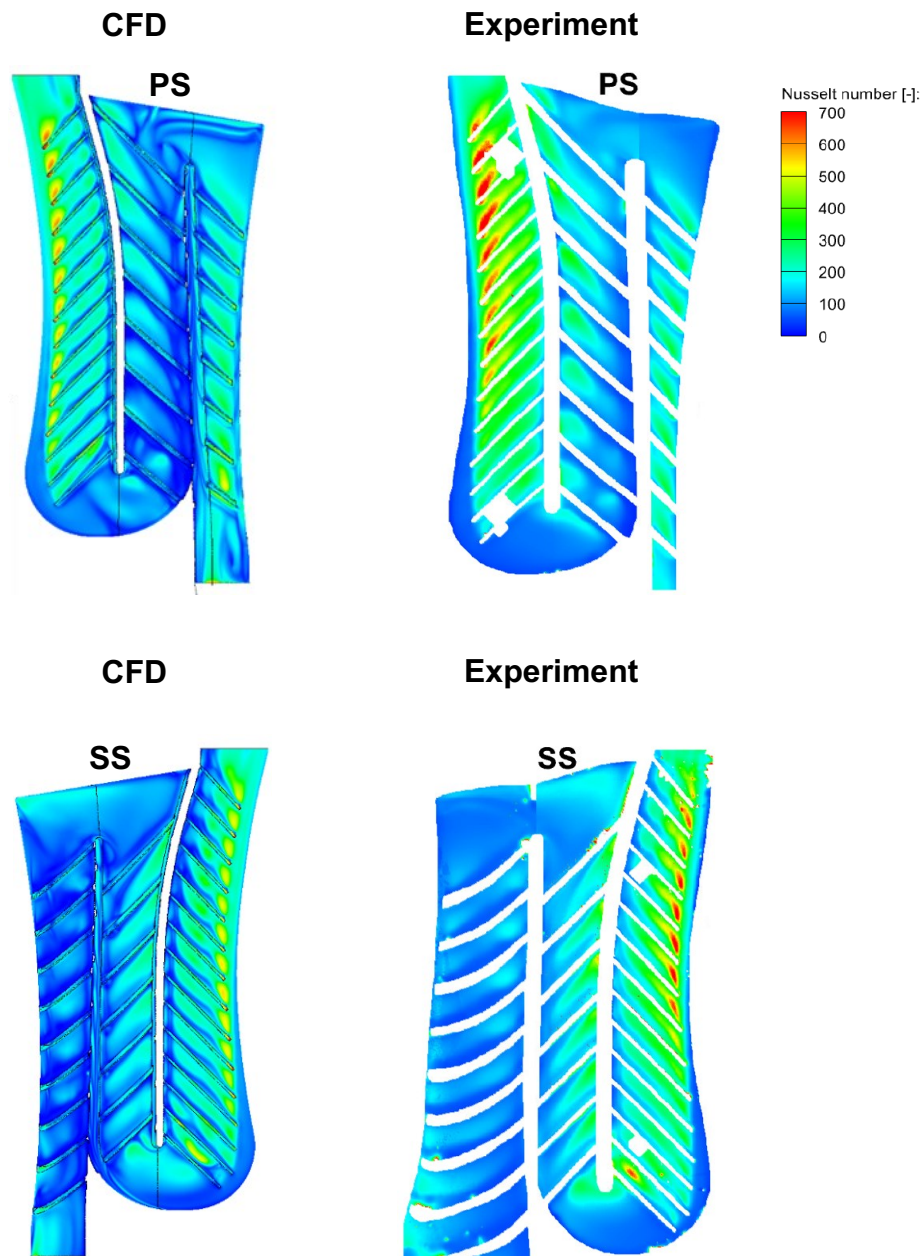 CFD
Experiment
PS
PS
Nusselt number [-]:
700
600
500
400
300
200
100
0
CFD
Experiment
SS
SS